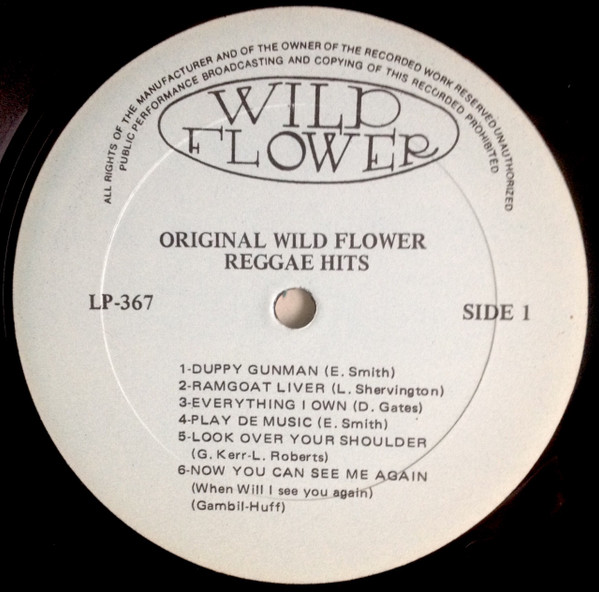 ALL RIGHTS OF THE MANUFACTURER AND OF THE OWNER OF THE RECORDED WORK RESERVED UNAUTHORIZED
PUBLIC PERFORMANCE BROADCASTING AND COPYING OF THIS RECORDED PROHIBITED
WILD
FLOWER
ORIGINAL WILD FLOWER
REGGAE HITS
LP-367
SIDE 1
1-DUPPY GUNMAN (E. Smith)
2-RAMGOAT LIVER (L. Shervington)
3-EVERYTHING I OWN (D. Gates)
4-PLAY DE MUSIC (E. Smith)
5-LOOK OVER YOUR SHOULDER
(G. Kerr-L. Roberts)
6-NOW YOU CAN SEE ME AGAIN
(When Will I see you again)
(Gambil-Huff)